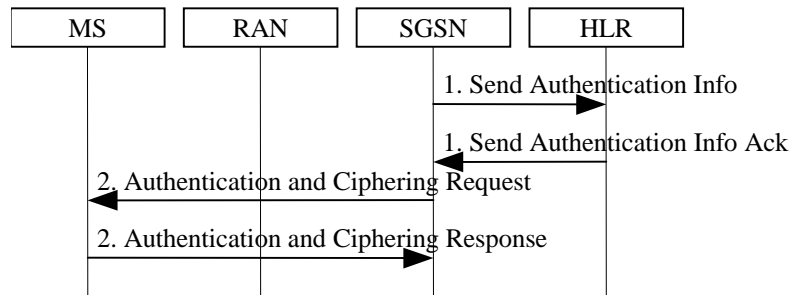 MS RAN SGSN HLR
1. Send Authentication Info
1. Send Authentication Info Ack
2. Authentication and Ciphering Request
2. Authentication and Ciphering Response